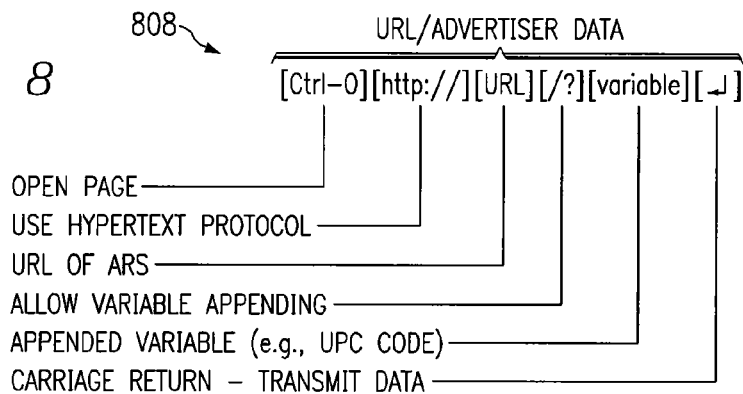 808
URL/ADVERTISER DATA
8
[Ctrl-O][http://][URL][/?][variable][↵]
OPEN PAGE
USE HYPERTEXT PROTOCOL
URL OF ARS
ALLOW VARIABLE APPENDING
APPENDED VARIABLE (e.g., UPC CODE)
CARRIAGE RETURN – TRANSMIT DATA